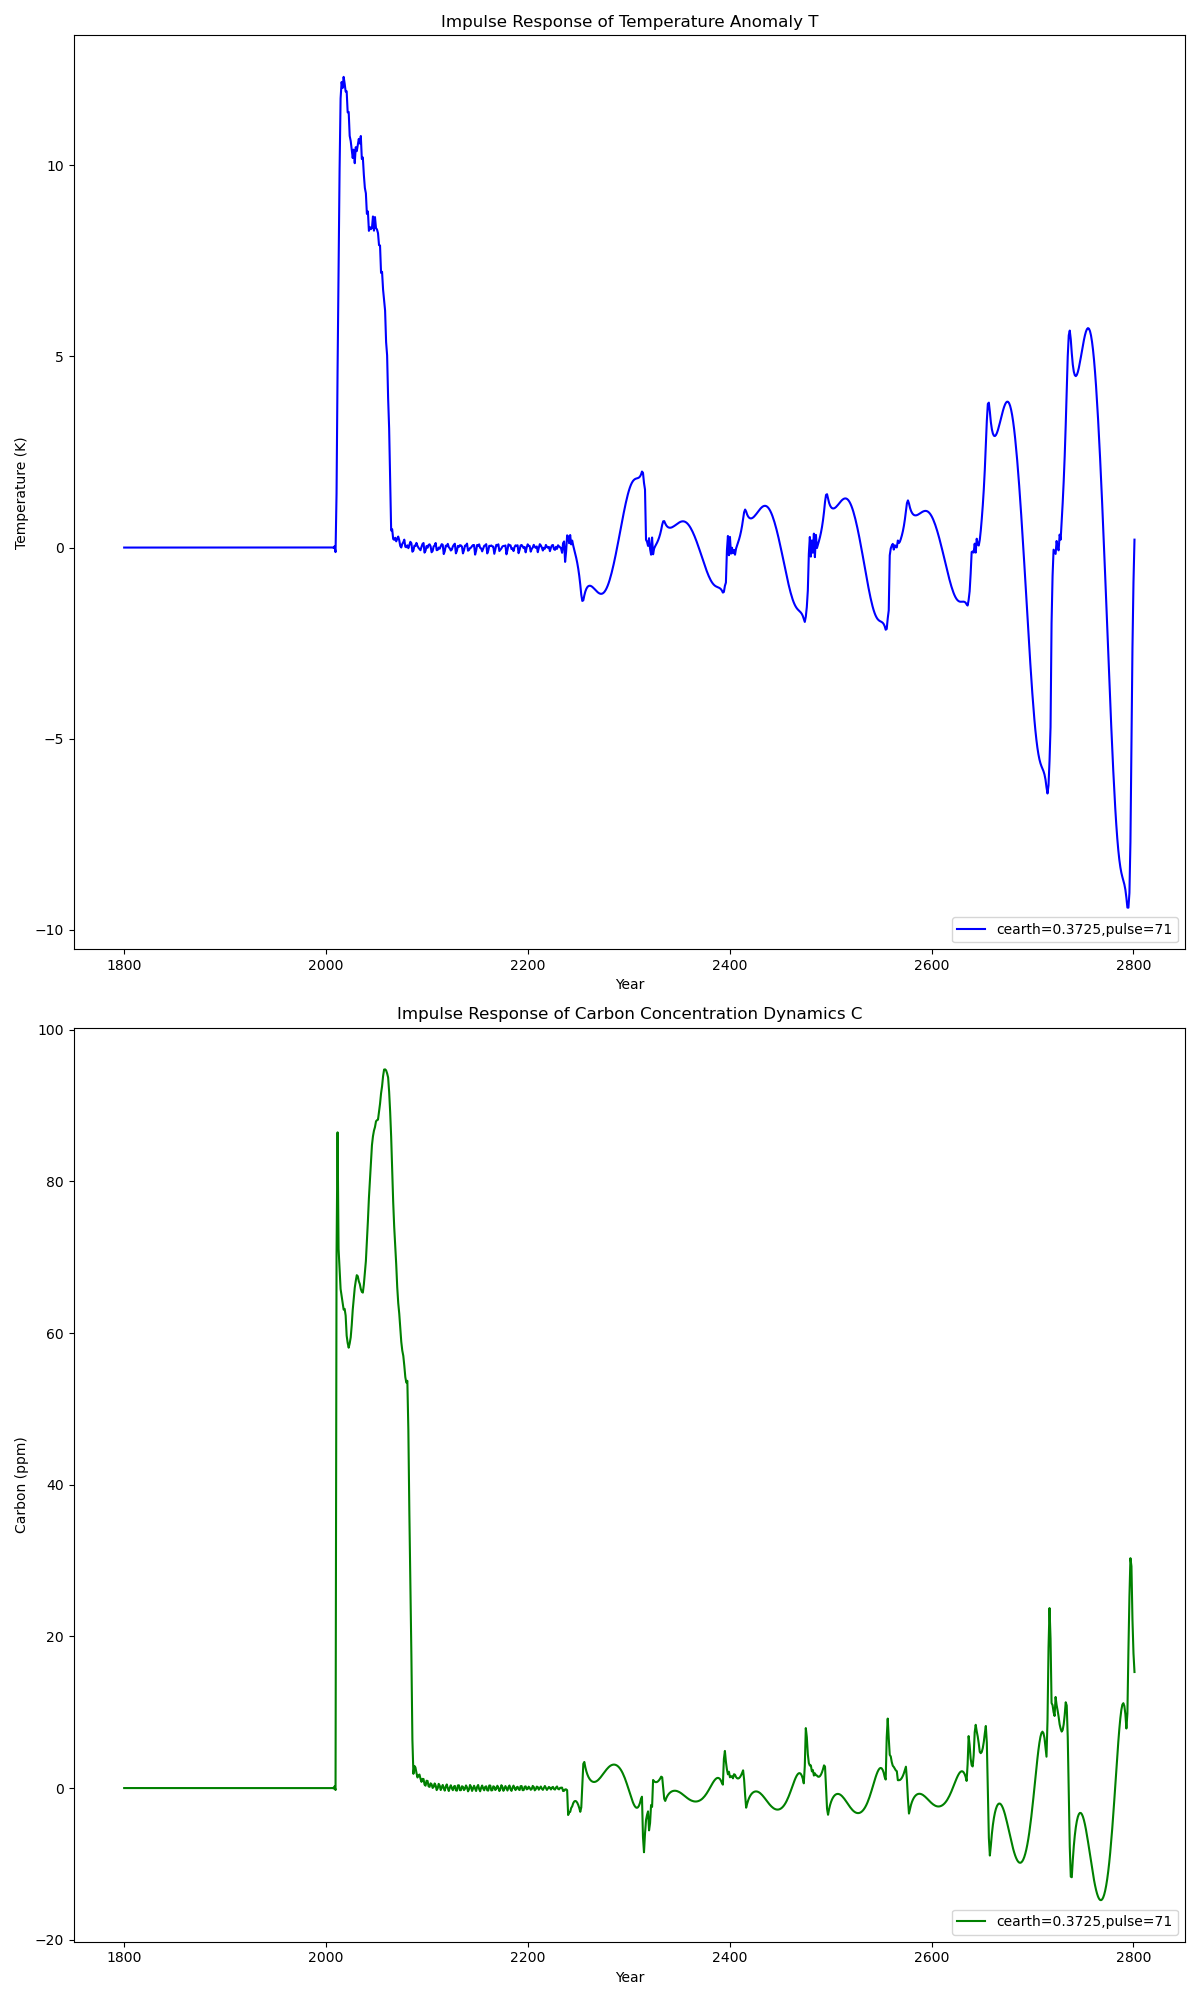 Impulse Response of Temperature Anomaly T
10
5
0
−5
−10
Temperature (K)
cearth=0.3725,pulse=71
1800 2000 2200 2400 2600 2800
Year
Impulse Response of Carbon Concentration Dynamics C
100
80
60
40
20
0
−20
Carbon (ppm)
cearth=0.3725,pulse=71
1800 2000 2200 2400 2600 2800
Year